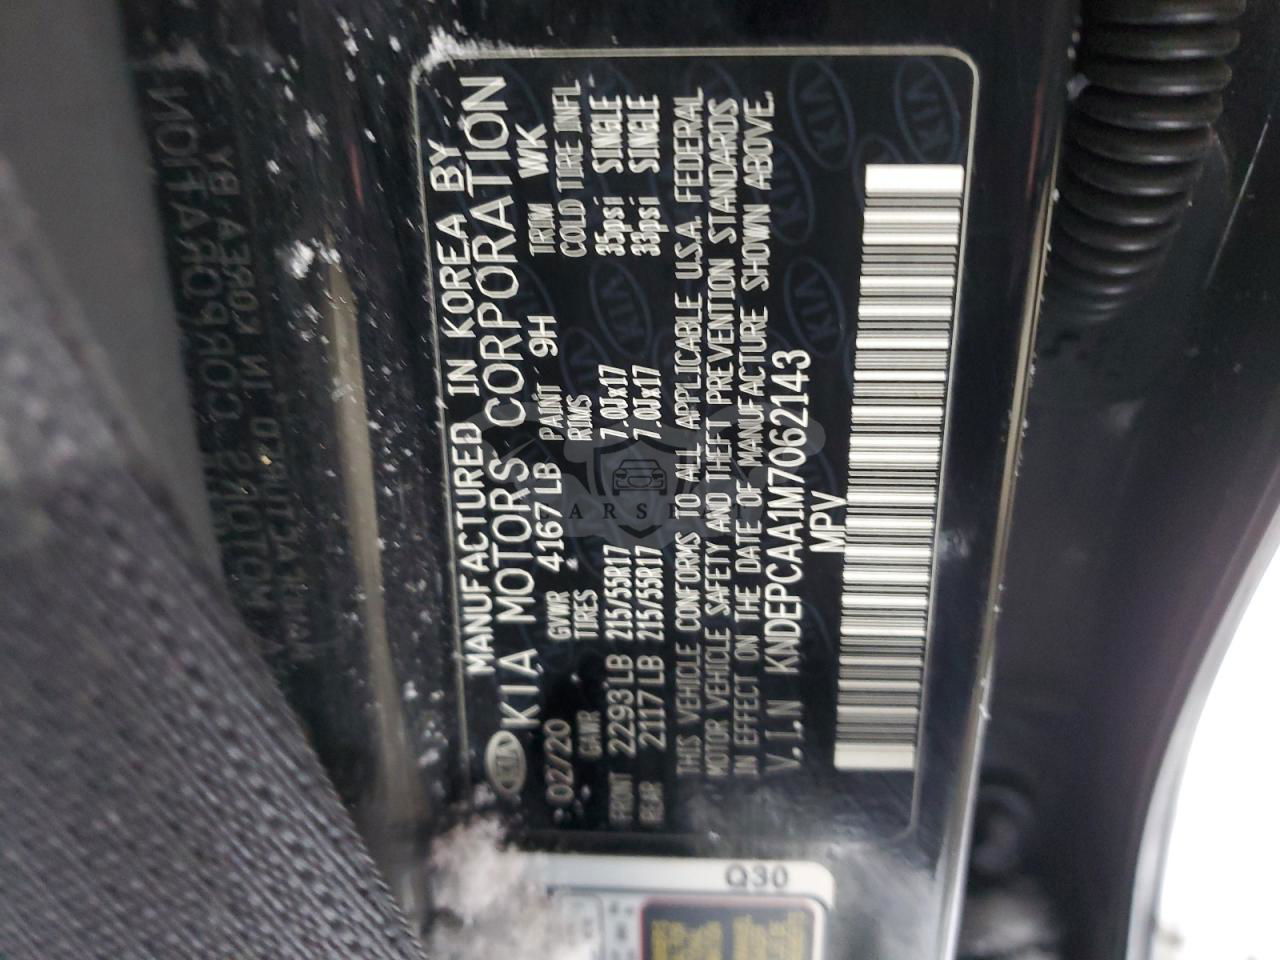 MANUFACTURED IN KOREA BY
KIA KIA MOTORS CORPORATION
02/20 GVWR 4167 LB PAINT 9H TRIM WK
GAWR TIRES RIMS COLD TIRE INFL
FRONT 2293 LB 215/55R17 7.0Jx17 35psi SINGLE
REAR 2117 LB 215/55R17 7.0Jx17 33psi SINGLE
THIS VEHICLE CONFORMS TO ALL APPLICABLE U.S.A. FEDERAL
MOTOR VEHICLE SAFETY AND THEFT PREVENTION STANDARDS
IN EFFECT ON THE DATE OF MANUFACTURE SHOWN ABOVE.
V.I.N KNDEPCAA1M7062143
MPV
Q30